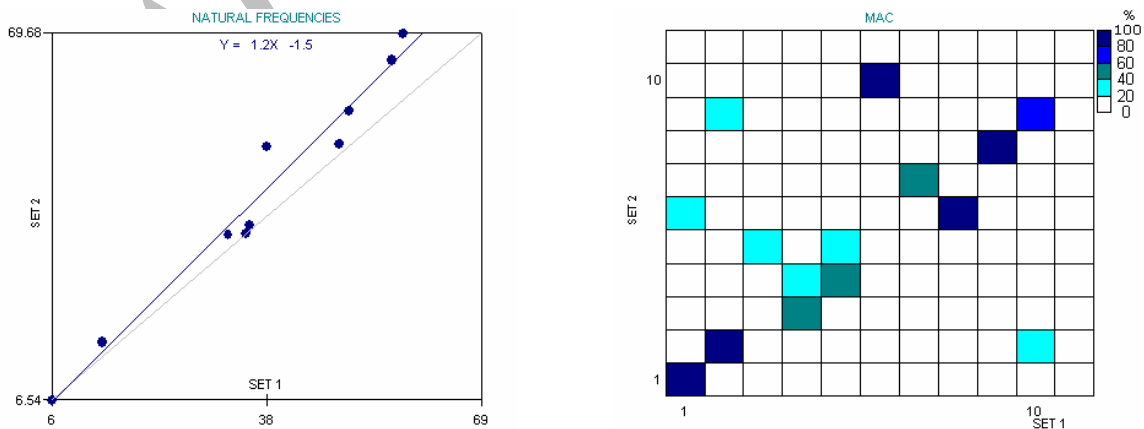 NATURAL FREQUENCIES
69.68
Y = 1.2X -1.5
SET 2
SET 1
6.54
6
38
69
MAC
%
100
80
60
40
20
0
10
SET 2
1
1
10
SET 1